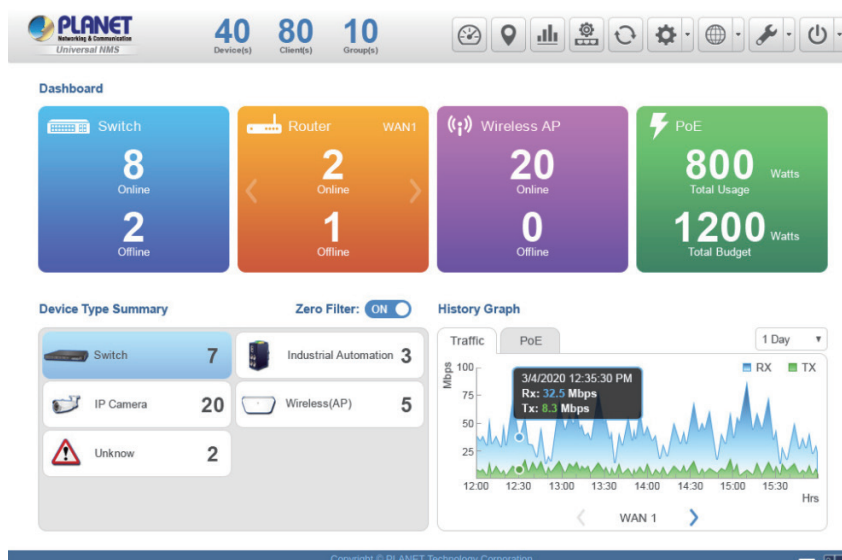 PLANET
Networking & Communication
Universal NMS
40 80 10
Device(s) Client(s) Group(s)
Dashboard
Switch
8
Online
2
Offline
Router WAN1
2
Online
1
Offline
Wireless AP
20
Online
0
Offline
PoE
800 Watts
Total Usage
1200 Watts
Total Budget
Device Type Summary Zero Filter: ON
Switch 7
Industrial Automation 3
IP Camera 20
Wireless(AP) 5
Unknow 2
History Graph
Traffic PoE 1 Day
RX TX
Mbps
100
75
50
25
3/4/2020 12:35:30 PM
Rx: 32.5 Mbps
Tx: 8.3 Mbps
12:00 12:30 13:00 13:30 14:00 14:30 15:00 15:30
Hrs
WAN 1
Copyright © PLANET Technology Corporation